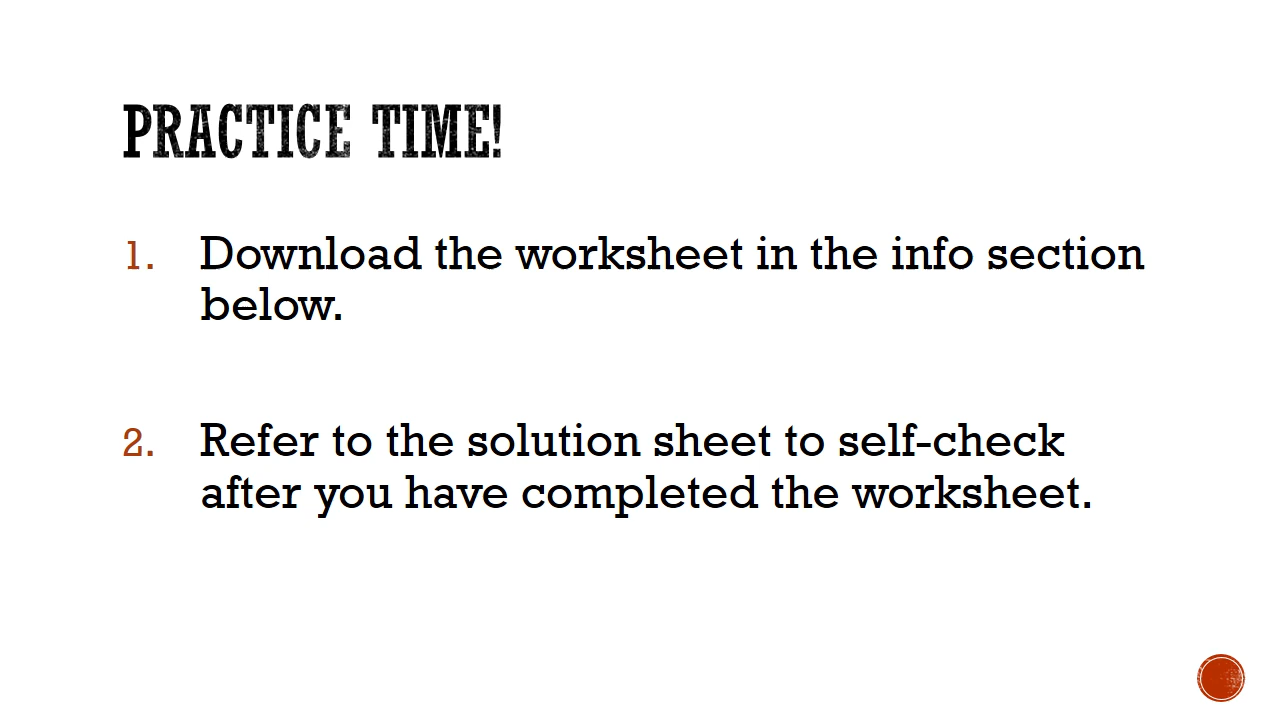 PRACTICE TIME!
1. Download the worksheet in the info section
below.
2. Refer to the solution sheet to self-check
after you have completed the worksheet.